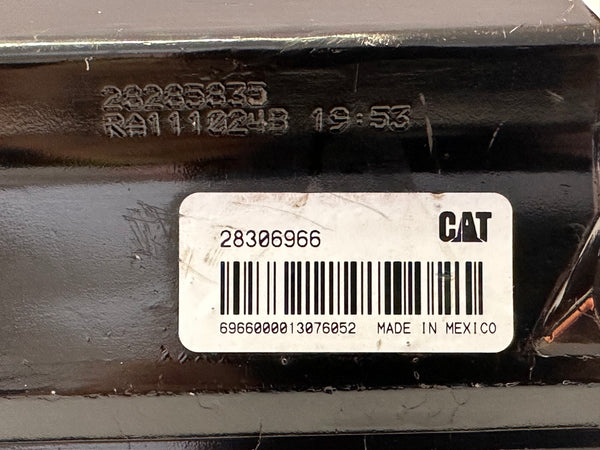 28285835
RA111024B 19:53
28306966
CAT
6966000013076052 MADE IN MEXICO